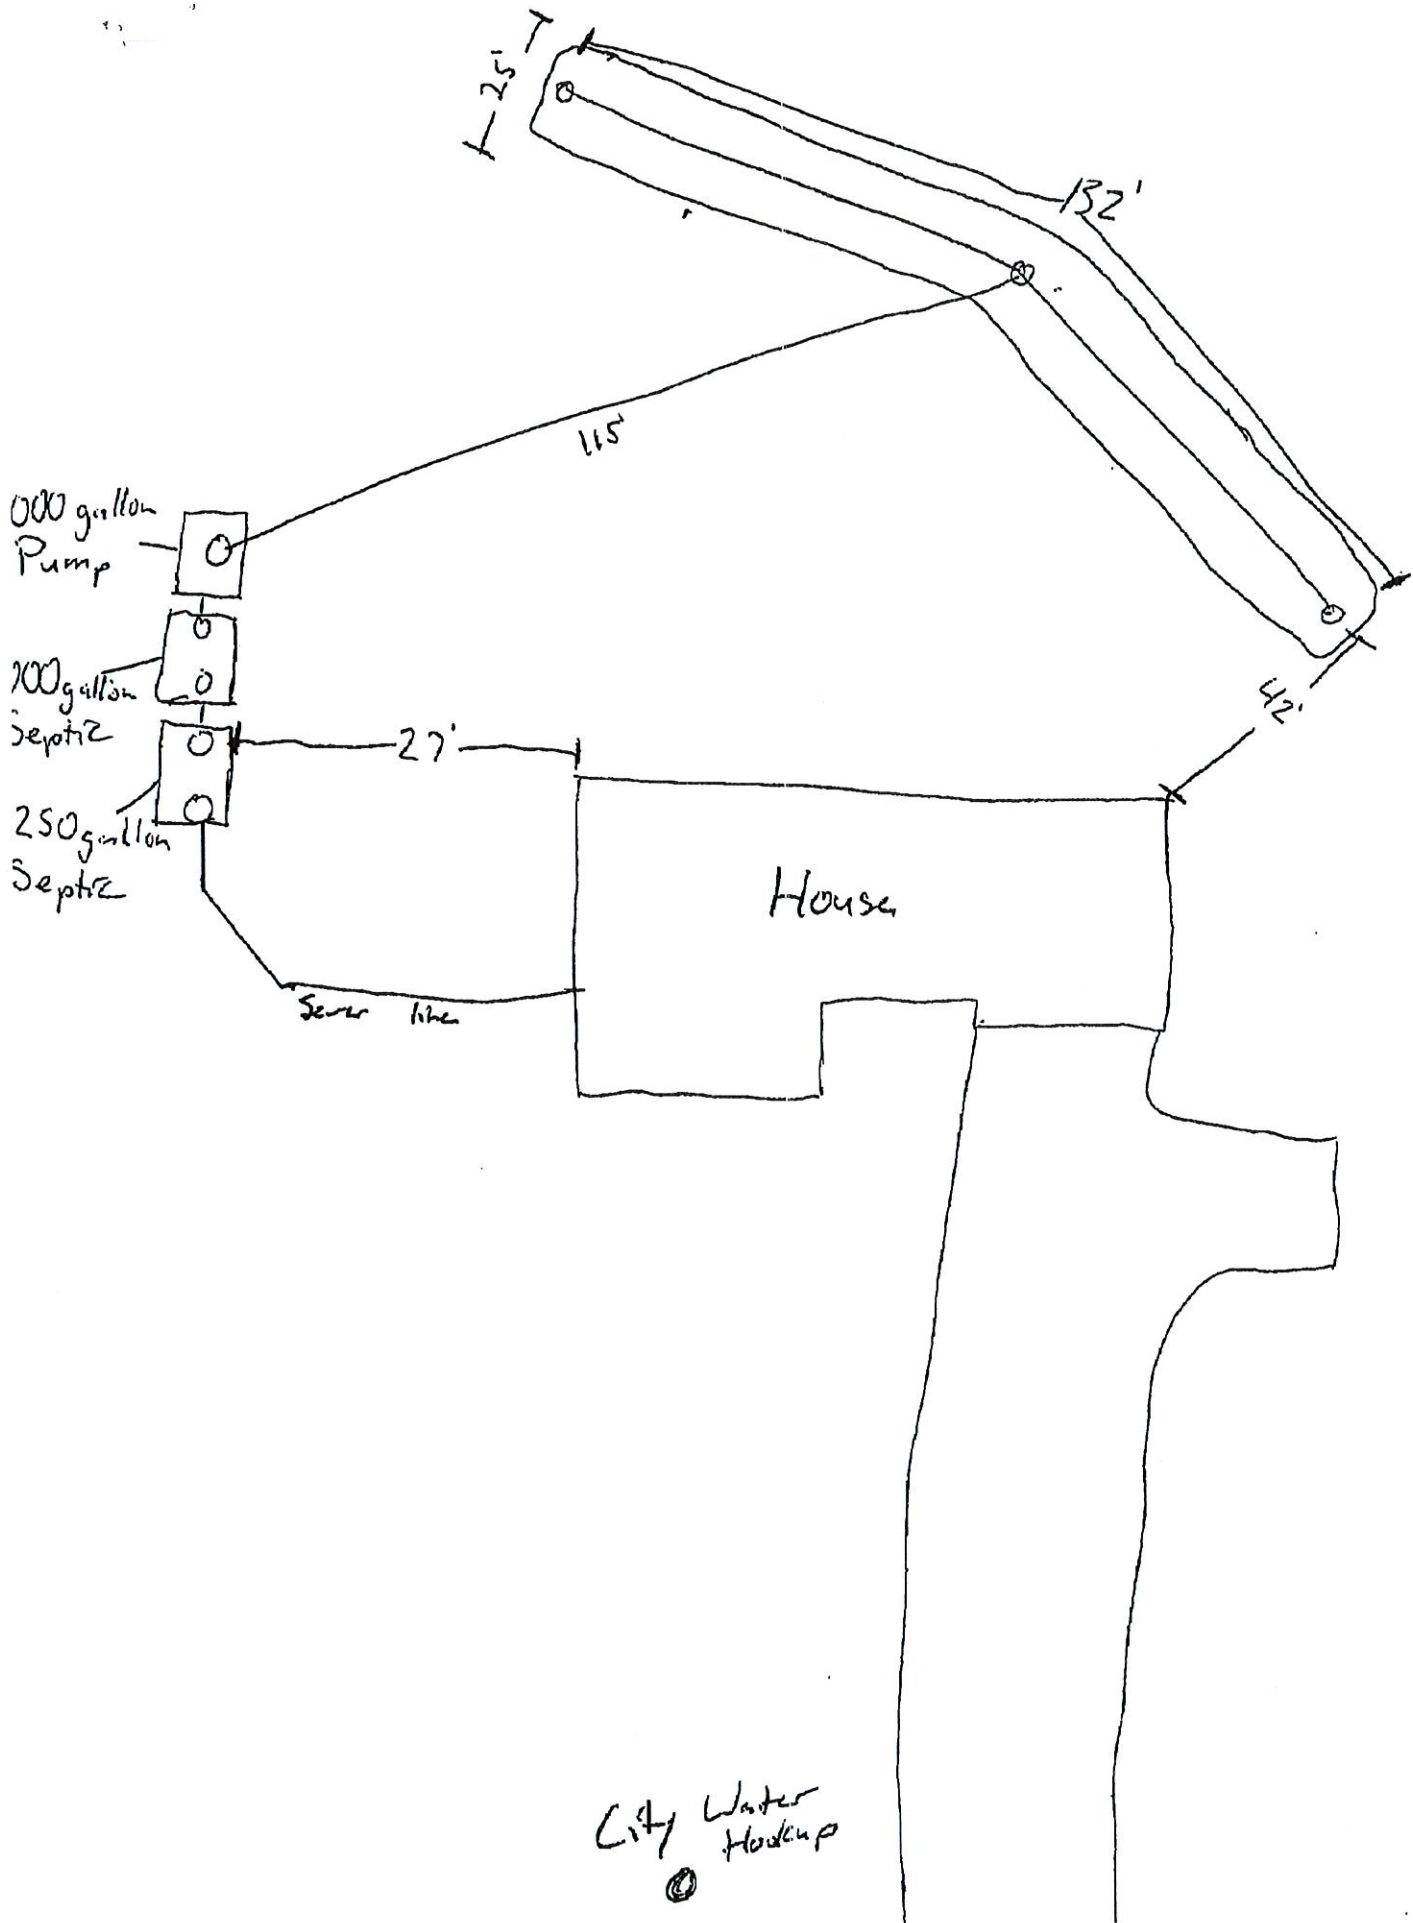 25'
132'
115'
000 gallon
Pump
00 gallon
Septic
250 gallon
Septic
27'
42'
House
Sewer line
City Water
Hookup